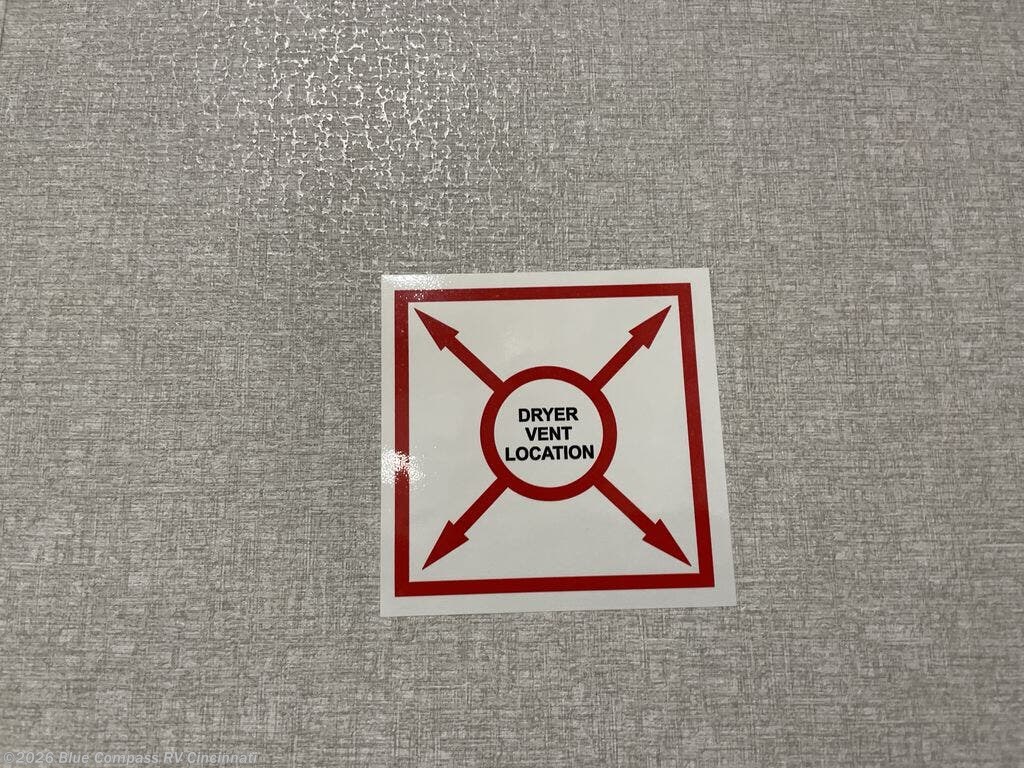 DRYER
VENT
LOCATION
©2026 Blue Compass RV Cincinnati